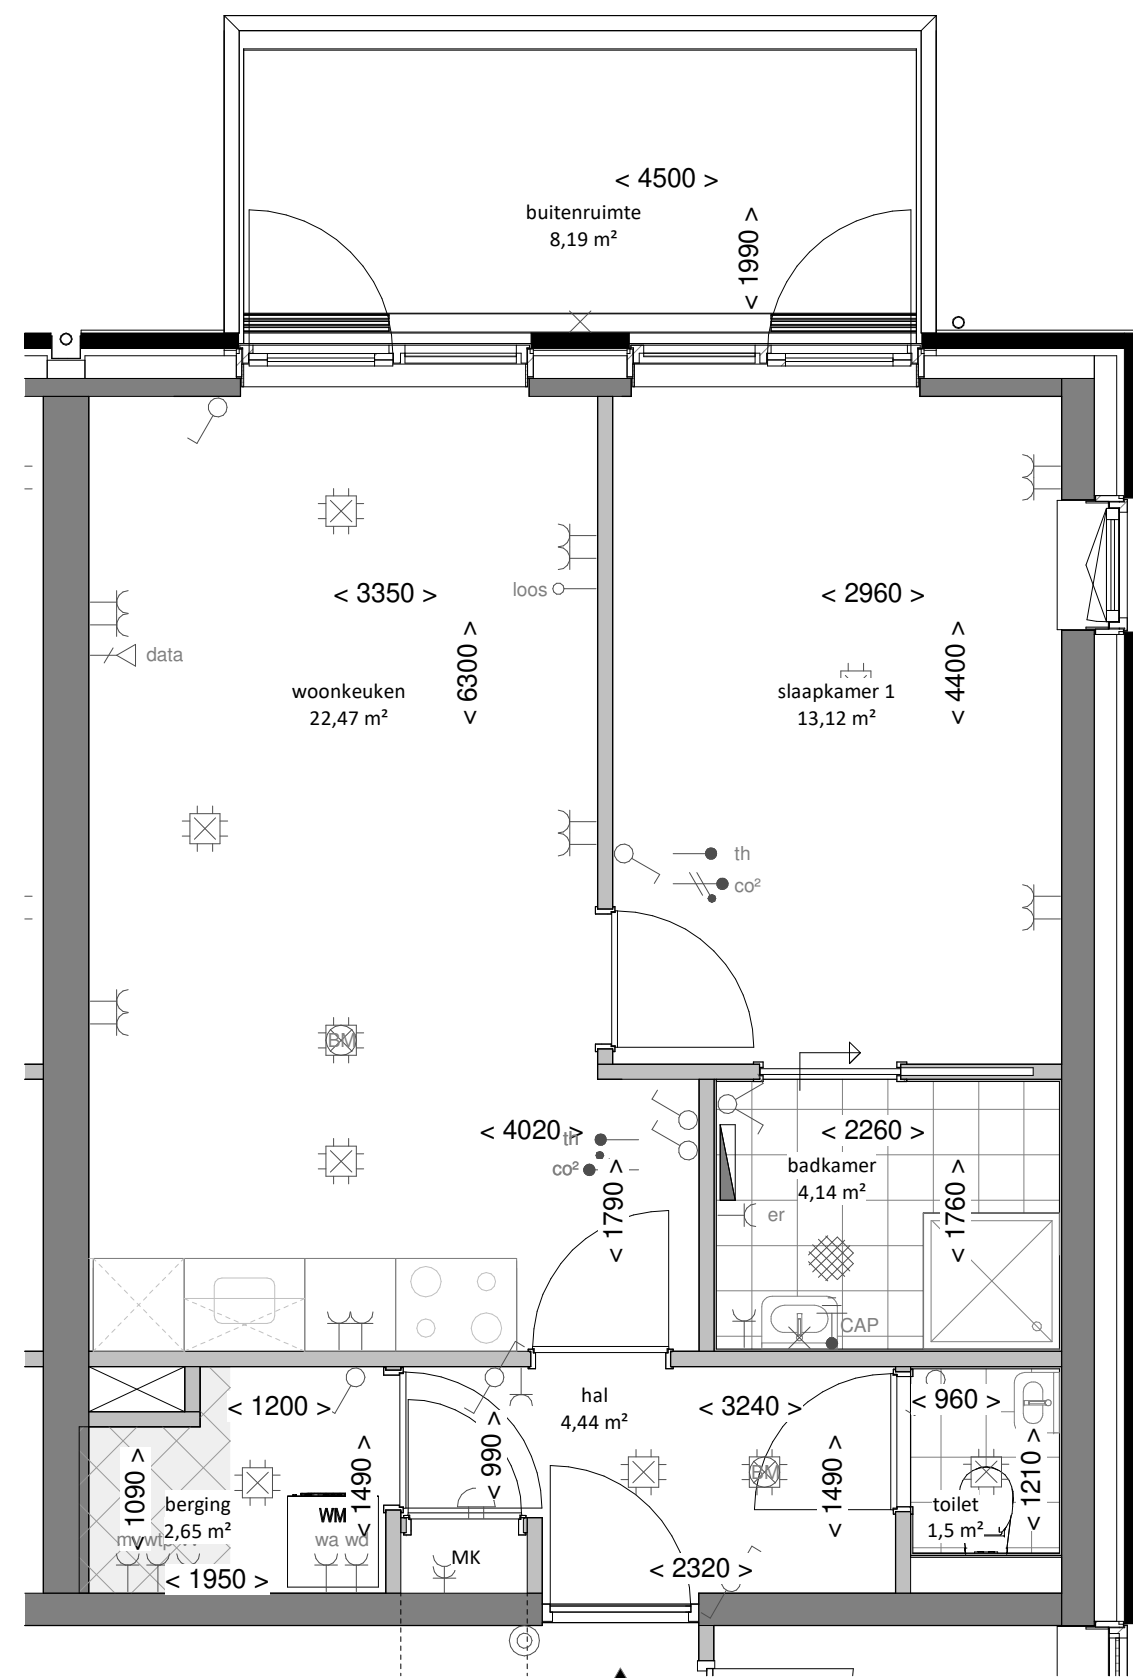 < 4500 >
buitenruimte
8,19 m²
< 1990 >
< 3350 >
loos
< 2960 >
data
< 6300 >
< 4400 >
woonkeuken
22,47 m²
slaapkamer 1
13,12 m²
th
co²
BM
< 4020 >
th
co²
< 1790 >
< 2260 >
badkamer
4,14 m²
< 1760 >
er
CAP
hal
4,44 m²
< 1200 >
< 3240 >
< 960 >
< 990 >
< 1090 >
< 1490 >
BM
< 1490 >
< 1210 >
berging
2,65 m²
WM
wa wd
toilet
1,5 m²
MK
< 1950 >
< 2320 >